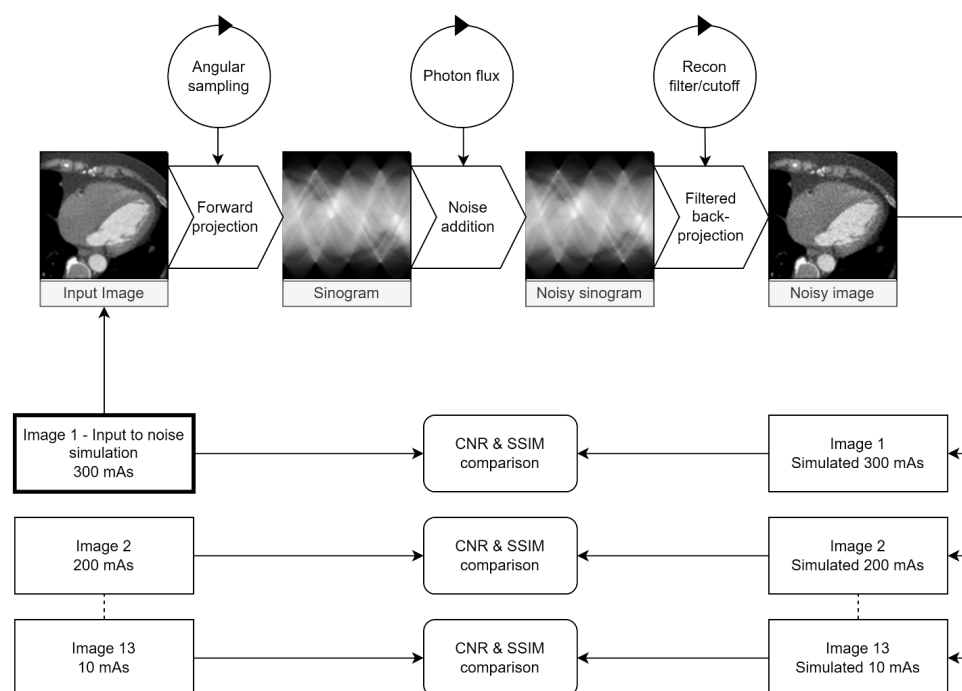 Angular
sampling
Photon flux
Recon
filter/cutoff
Forward
projection
Noise
addition
Filtered
back-
projection
Input Image
Sinogram
Noisy sinogram
Noisy image
Image 1 - Input to noise
simulation
300 mAs
CNR & SSIM
comparison
Image 1
Simulated 300 mAs
Image 2
200 mAs
CNR & SSIM
comparison
Image 2
Simulated 200 mAs
Image 13
10 mAs
CNR & SSIM
comparison
Image 13
Simulated 10 mAs